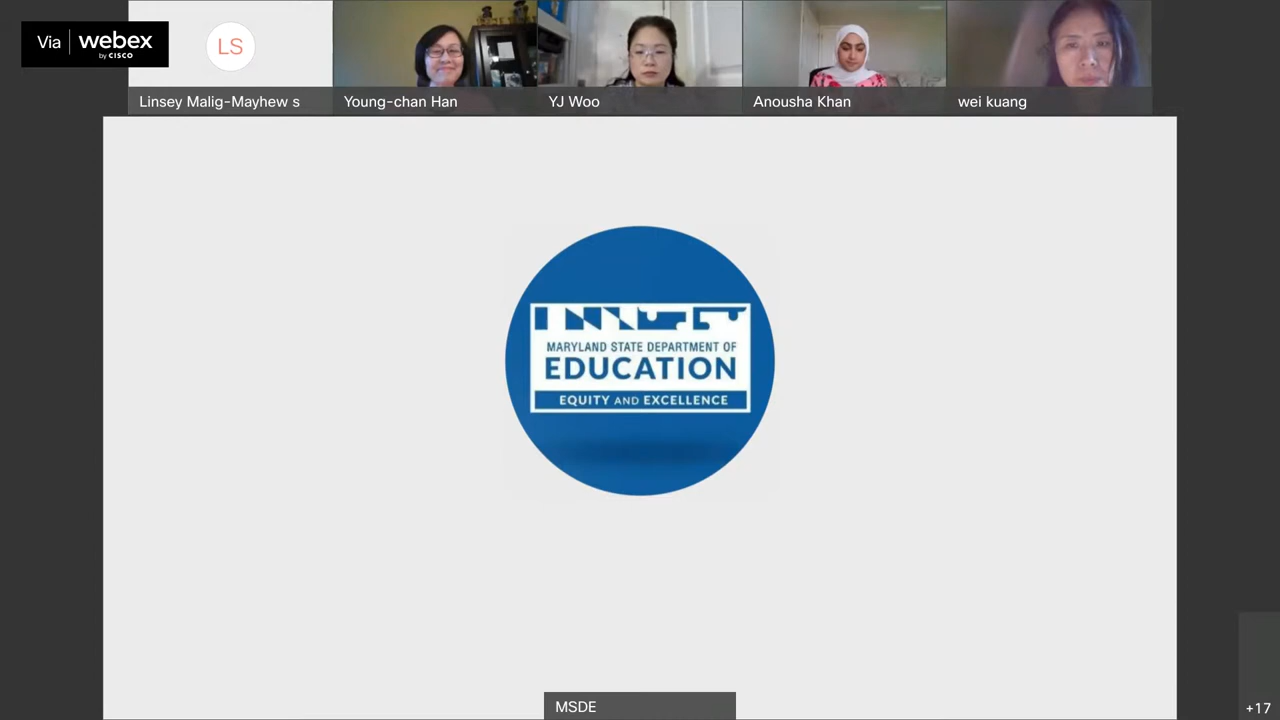 Via webex
by CISCO
LS
Linsey Malig-Mayhew s
Young-chan Han
YJ Woo
Anousha Khan
wei kuang
MARYLAND STATE DEPARTMENT OF
EDUCATION
EQUITY AND EXCELLENCE
MSDE
+17